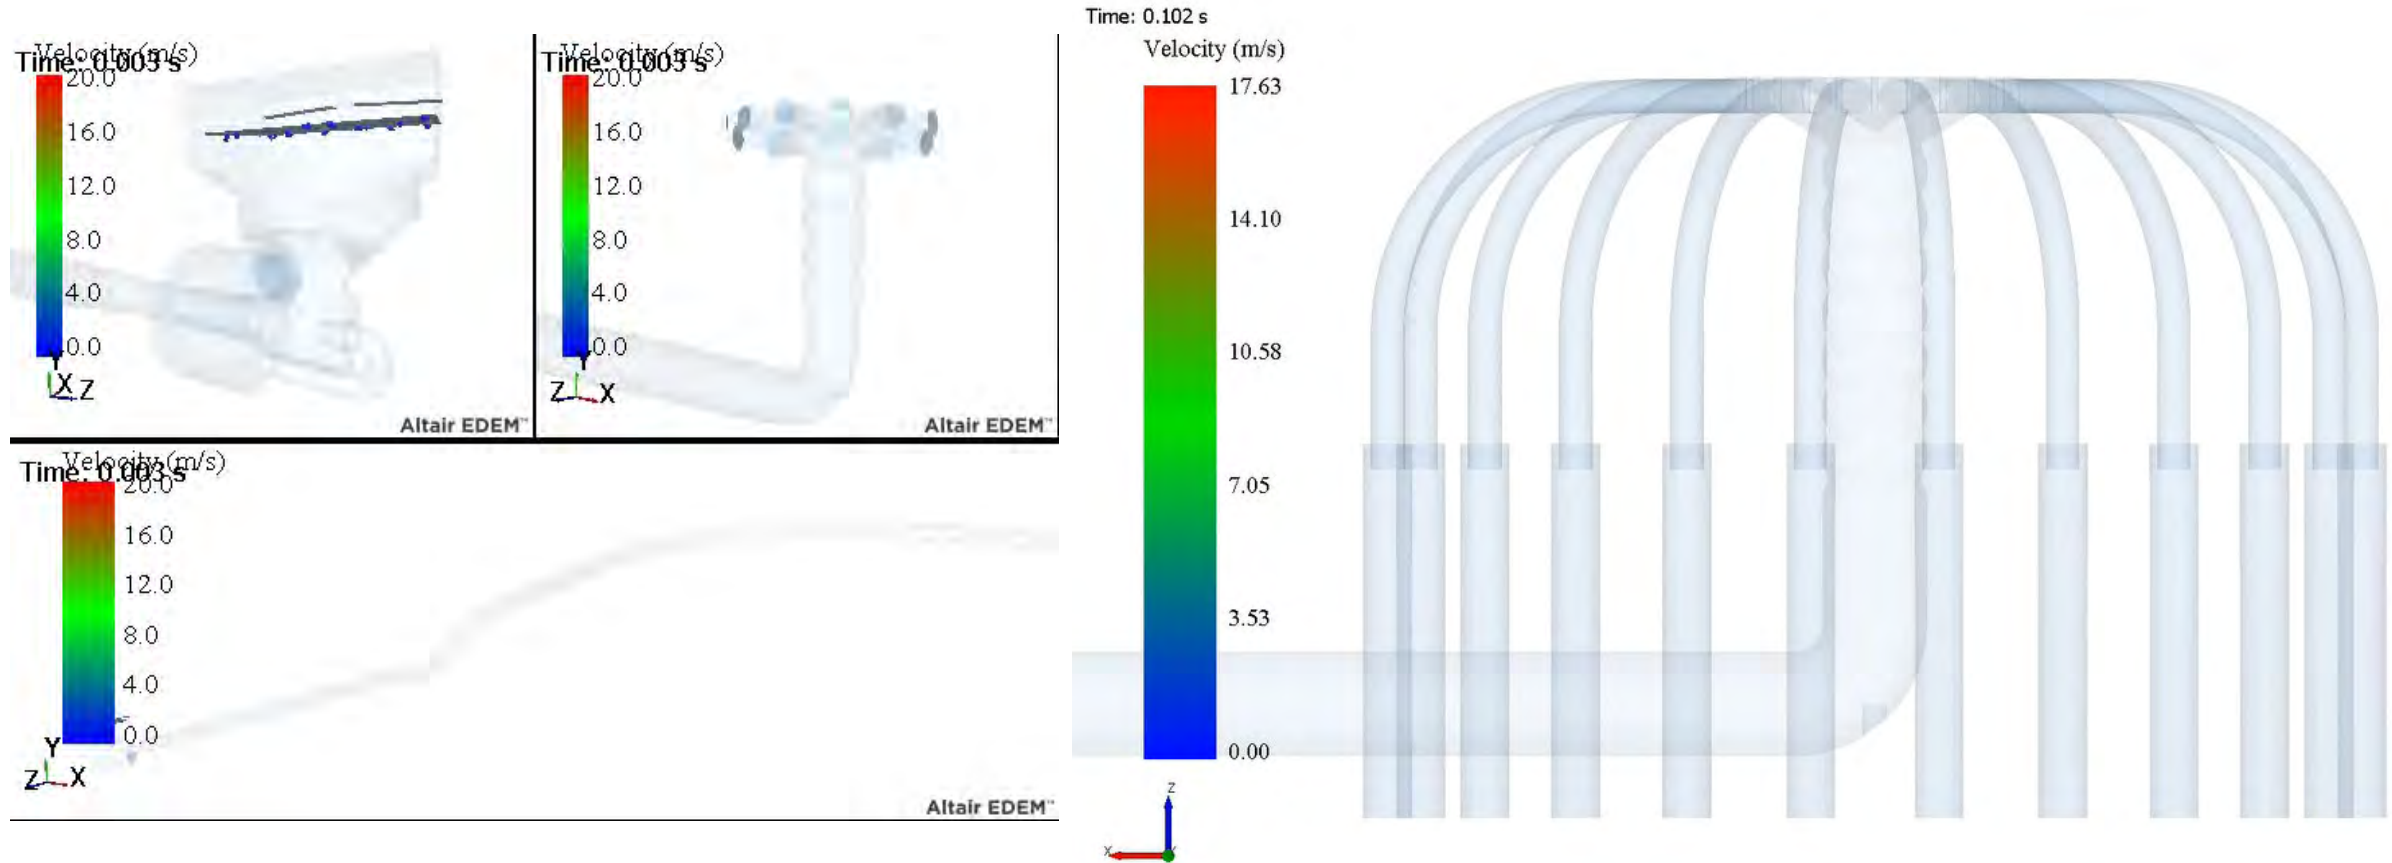 Velocity (m/s)
Time: 0.003 s
20.0
16.0
12.0
8.0
4.0
0.0
Y
X Z
Altair EDEM™
Velocity (m/s)
Time: 0.003 s
20.0
16.0
12.0
8.0
4.0
0.0
Y
Z X
Altair EDEM™
Velocity (m/s)
Time: 0.003 s
20.0
16.0
12.0
8.0
4.0
0.0
Y
Z X
Altair EDEM™
Time: 0.102 s
Velocity (m/s)
17.63
14.10
10.58
7.05
3.53
0.00
Z
X